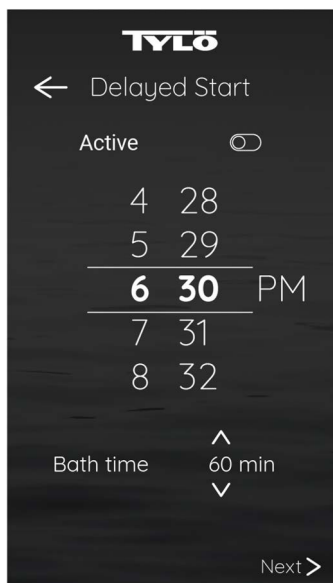 TYLÖ
Delayed Start
Active
4 28
5 29
6 30 PM
7 31
8 32
Bath time 60 min
Next